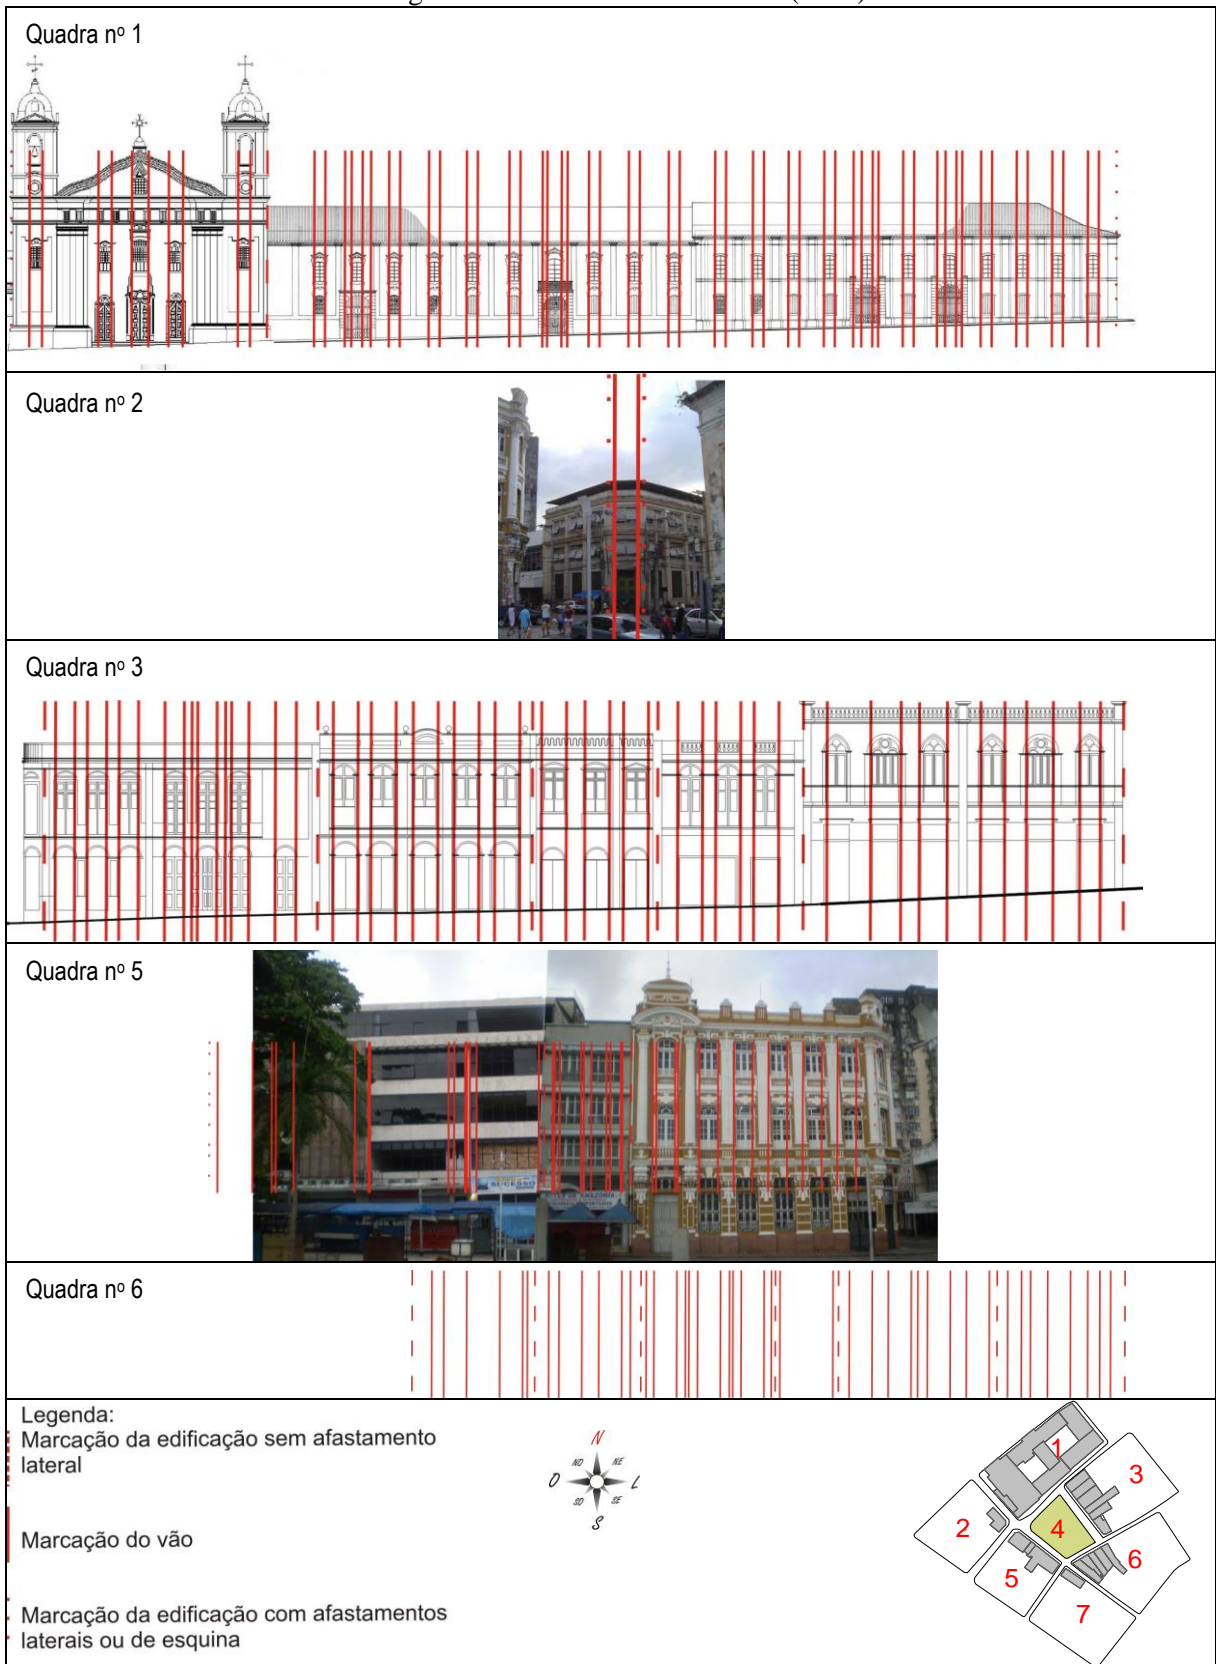 Quadra nº 1
Quadra nº 2
Quadra nº 3
Quadra nº 5
SUCESSO
Quadra nº 6
Legenda:
Marcação da edificação sem afastamento
lateral
Marcação do vão
Marcação da edificação com afastamentos
laterais ou de esquina
N
NO NE
O L
SO SE
S
1
3
2
4
6
5
7